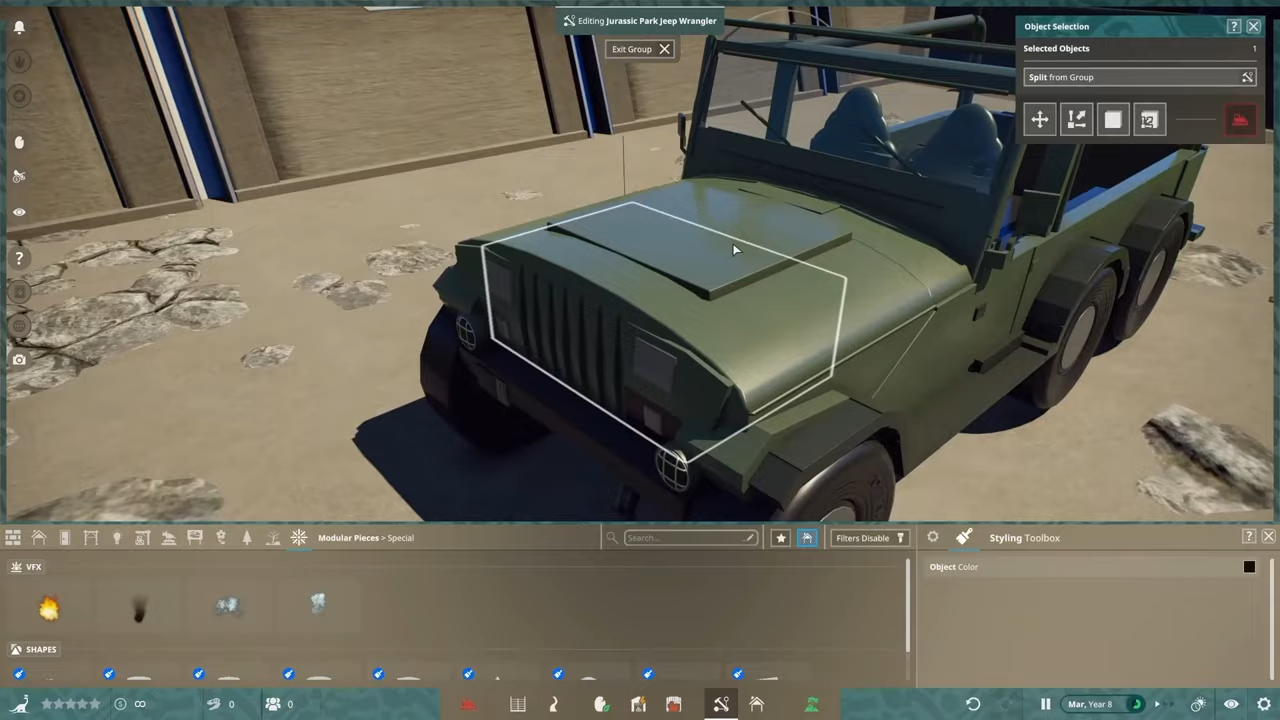 Editing Jurassic Park Jeep Wrangler
Exit Group
Object Selection
?
Selected Objects 1
Split from Group
12
?
Modular Pieces > Special
Search...
Filters Disable
Styling Toolbox
?
VFX
Object Color
SHAPES
∞
0
0
Mar, Year 8